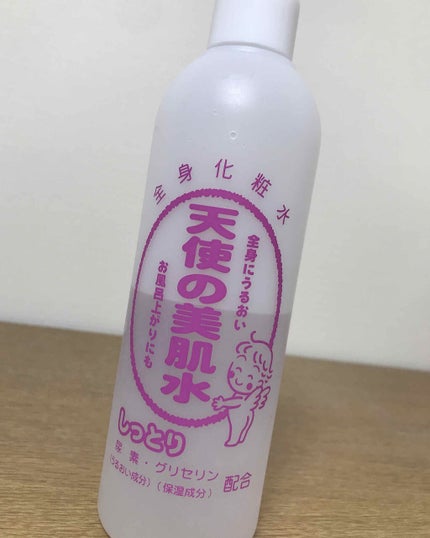 全身化粧水
全身にうるおい
天使の美肌水
お風呂上がりにも
しっとり
尿素・グリセリン
(うるおい成分)(保湿成分)
配合